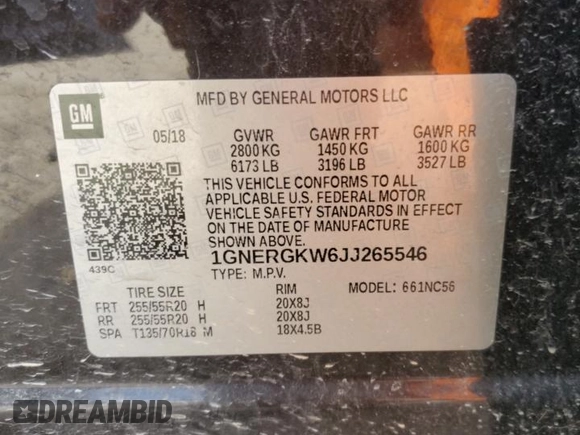 GM
MFD BY GENERAL MOTORS LLC
05/18 GVWR GAWR FRT GAWR RR
2800 KG 1450 KG 1600 KG
6173 LB 3196 LB 3527 LB
THIS VEHICLE CONFORMS TO ALL
APPLICABLE U.S. FEDERAL MOTOR
VEHICLE SAFETY STANDARDS IN EFFECT
ON THE DATE OF MANUFACTURE
SHOWN ABOVE.
1GNERGKW6JJ265546
439C
TYPE: M.P.V.
TIRE SIZE RIM MODEL: 661NC56
FRT 255/55R20 H 20X8J
RR 255/55R20 H 20X8J
SPA T135/70R18 M 18X4.5B
DREAMBID